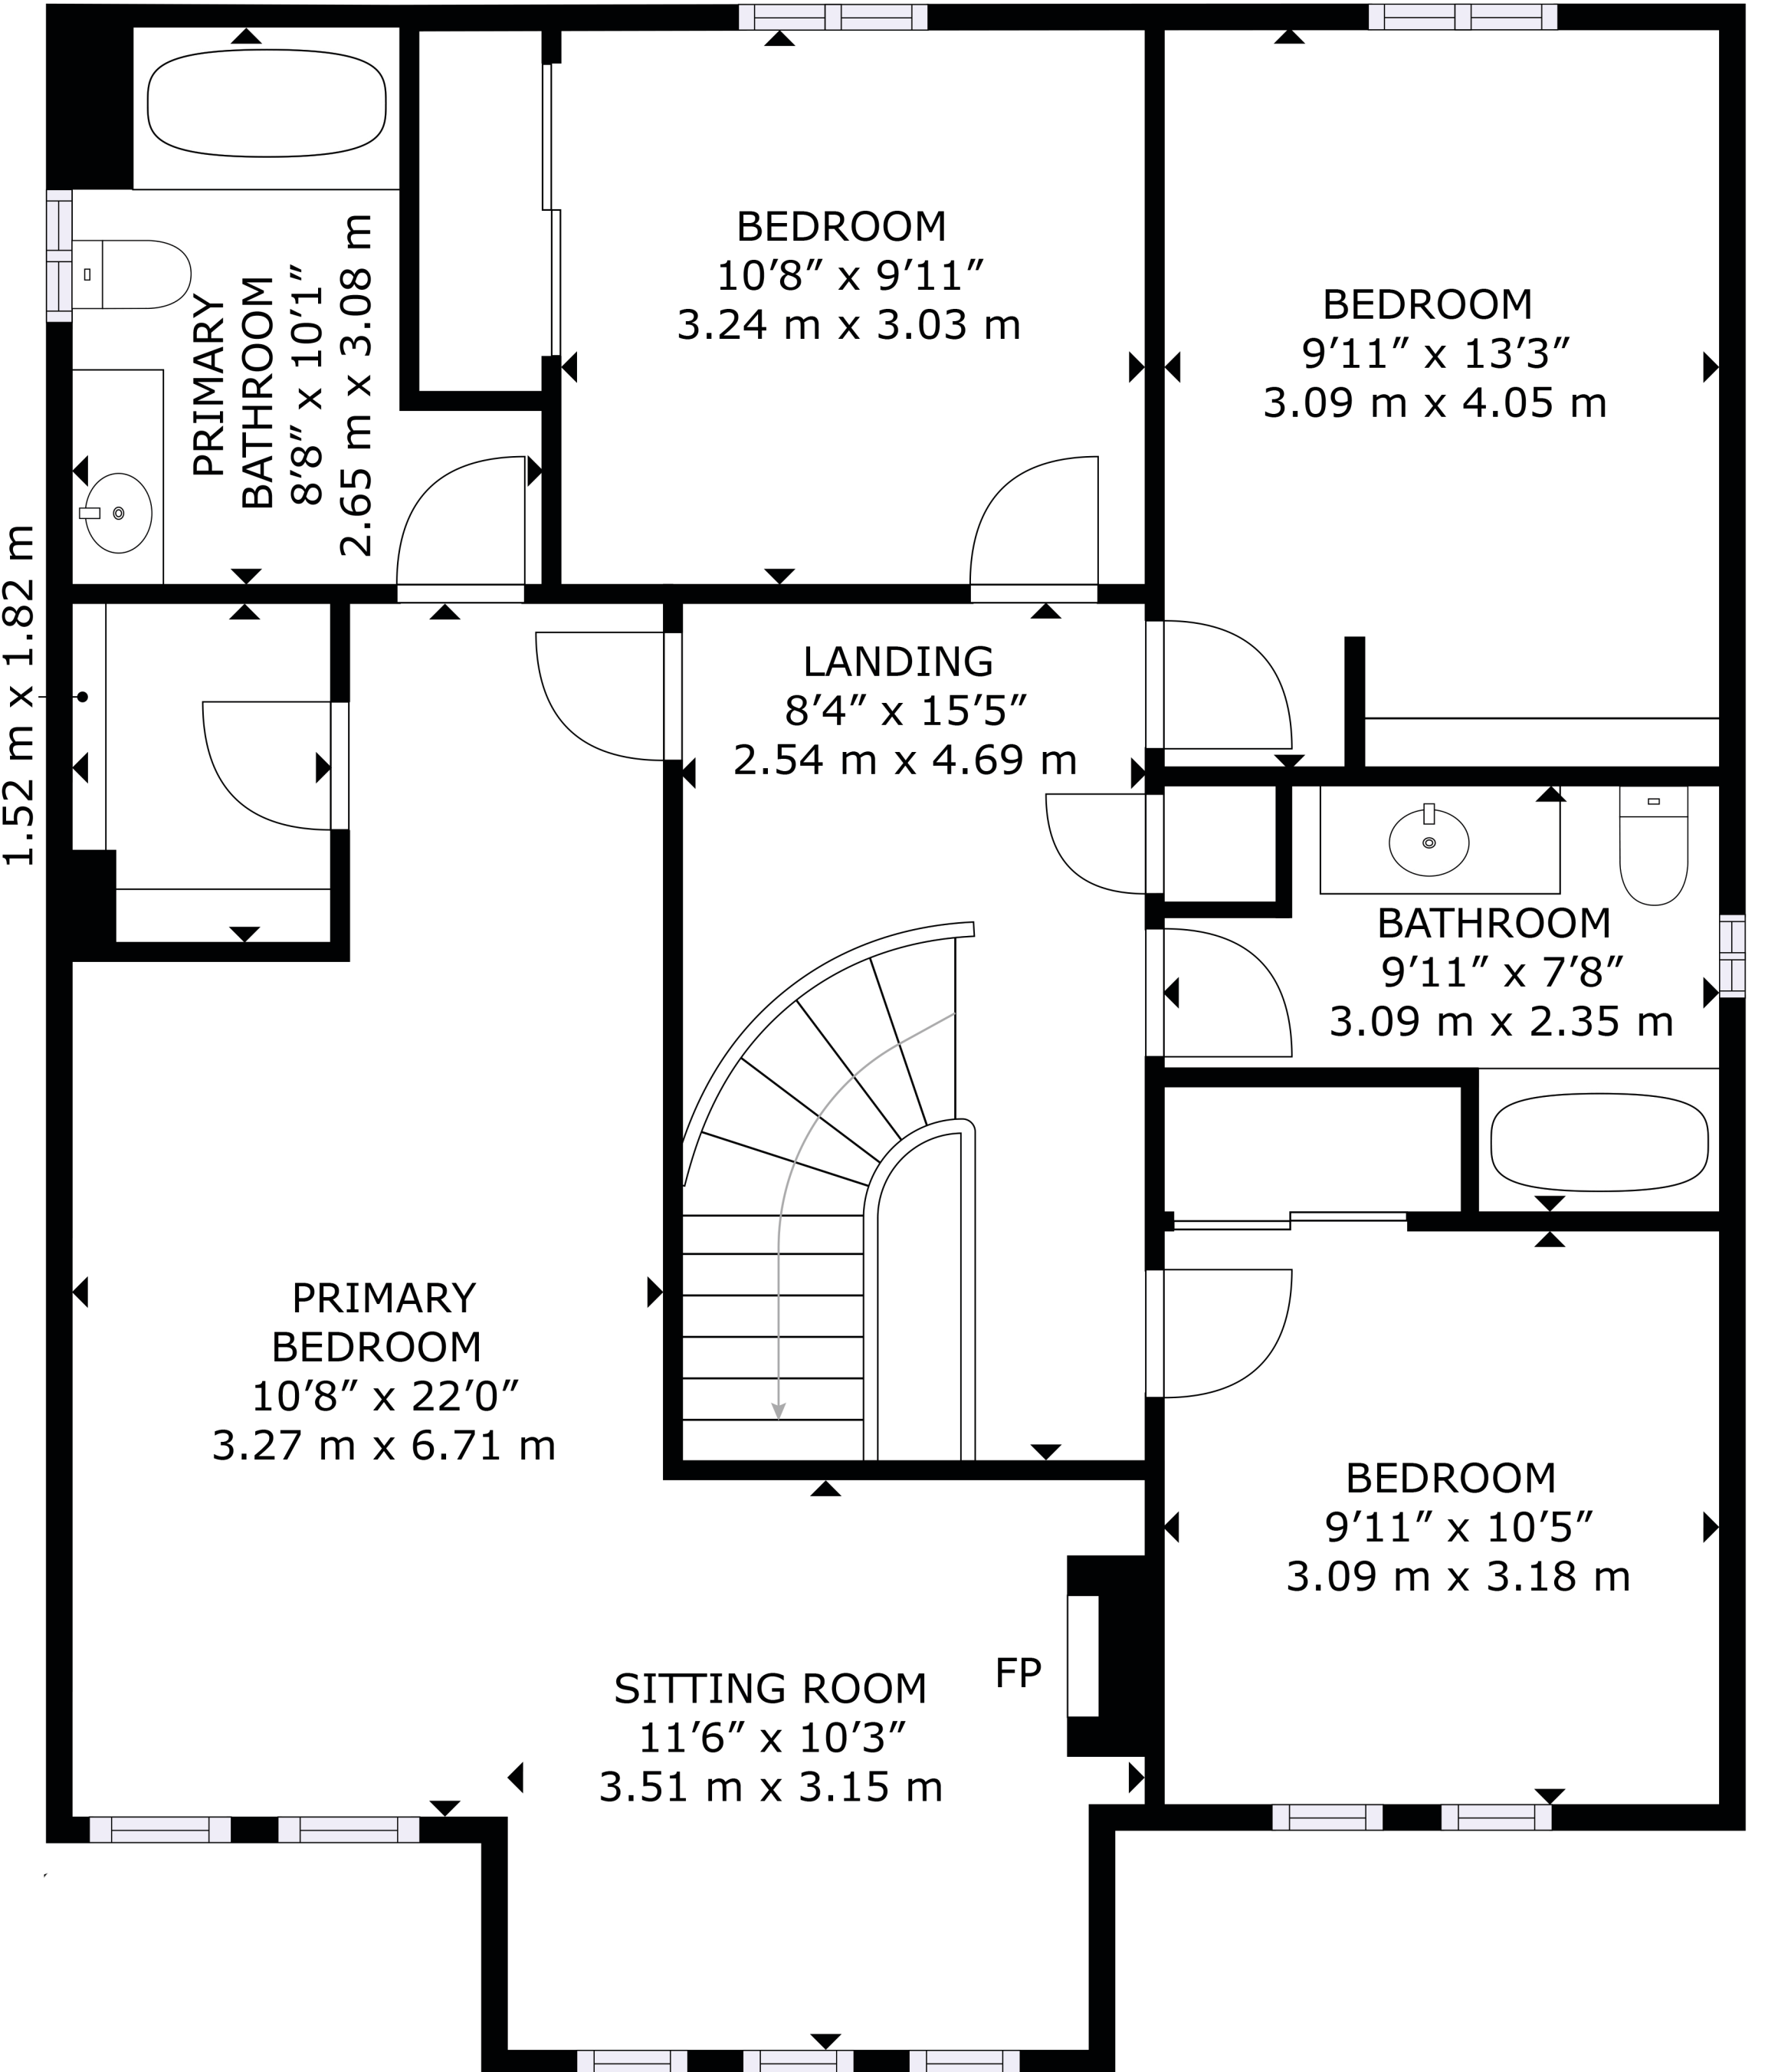 BEDROOM
10′8″ x 9′11″
3.24 m x 3.03 m
BEDROOM
9′11″ x 13′3″
3.09 m x 4.05 m
PRIMARY
BATHROOM
8′8″ x 10′1″
2.65 m x 3.08 m
1.52 m x 1.82 m
LANDING
8′4″ x 15′5″
2.54 m x 4.69 m
BATHROOM
9′11″ x 7′8″
3.09 m x 2.35 m
PRIMARY
BEDROOM
10′8″ x 22′0″
3.27 m x 6.71 m
BEDROOM
9′11″ x 10′5″
3.09 m x 3.18 m
FP
SITTING ROOM
11′6″ x 10′3″
3.51 m x 3.15 m